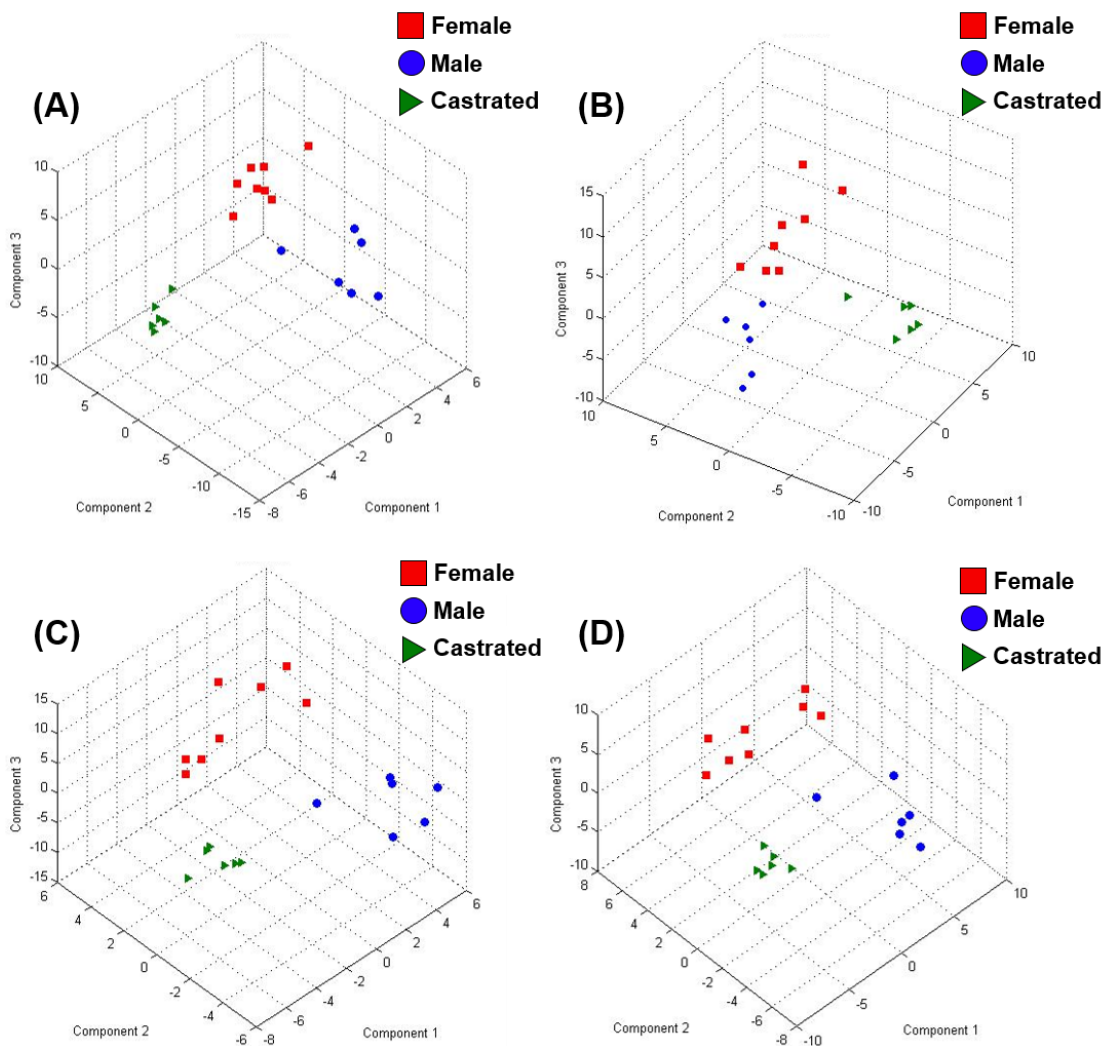 (A)
Female
Male
Castrated
10
5
0
-5
-10
Component 3
10
5
0
-5
-10
-15
Component 2
-8
-6
-4
-2
0
2
4
6
Component 1
(B)
Female
Male
Castrated
15
10
5
0
-5
-10
Component 3
10
5
0
-5
-10
Component 2
-10
-5
0
5
10
Component 1
(C)
Female
Male
Castrated
15
10
5
0
-5
-10
-15
Component 3
6
4
2
0
-2
-4
-6
Component 2
-8
-6
-4
-2
0
2
4
6
Component 1
(D)
Female
Male
Castrated
10
5
0
-5
-10
Component 3
8
6
4
2
0
-2
-4
-6
-8
Component 2
-10
-5
0
5
10
Component 1